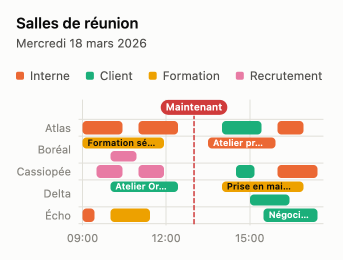 Salles de réunion
Mercredi 18 mars 2026
Interne Client Formation Recrutement
Maintenant
Atlas
Formation sé...
Boréal
Atelier pr...
Cassiopée
Atelier Or...
Prise en mai...
Delta
Écho
Négoci...
09:00 12:00 15:00